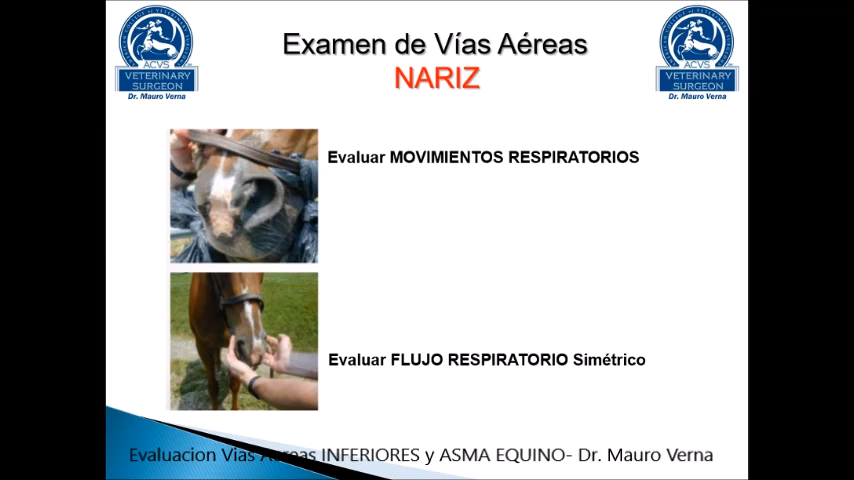 ACVS
VETERINARY
SURGEON
Dr. Mauro Verna
Examen de Vías Aéreas
NARIZ
ACVS
VETERINARY
SURGEON
Dr. Mauro Verna
Evaluar MOVIMIENTOS RESPIRATORIOS
Evaluar FLUJO RESPIRATORIO Simétrico
Evaluacion Vias Aereas INFERIORES y ASMA EQUINO- Dr. Mauro Verna